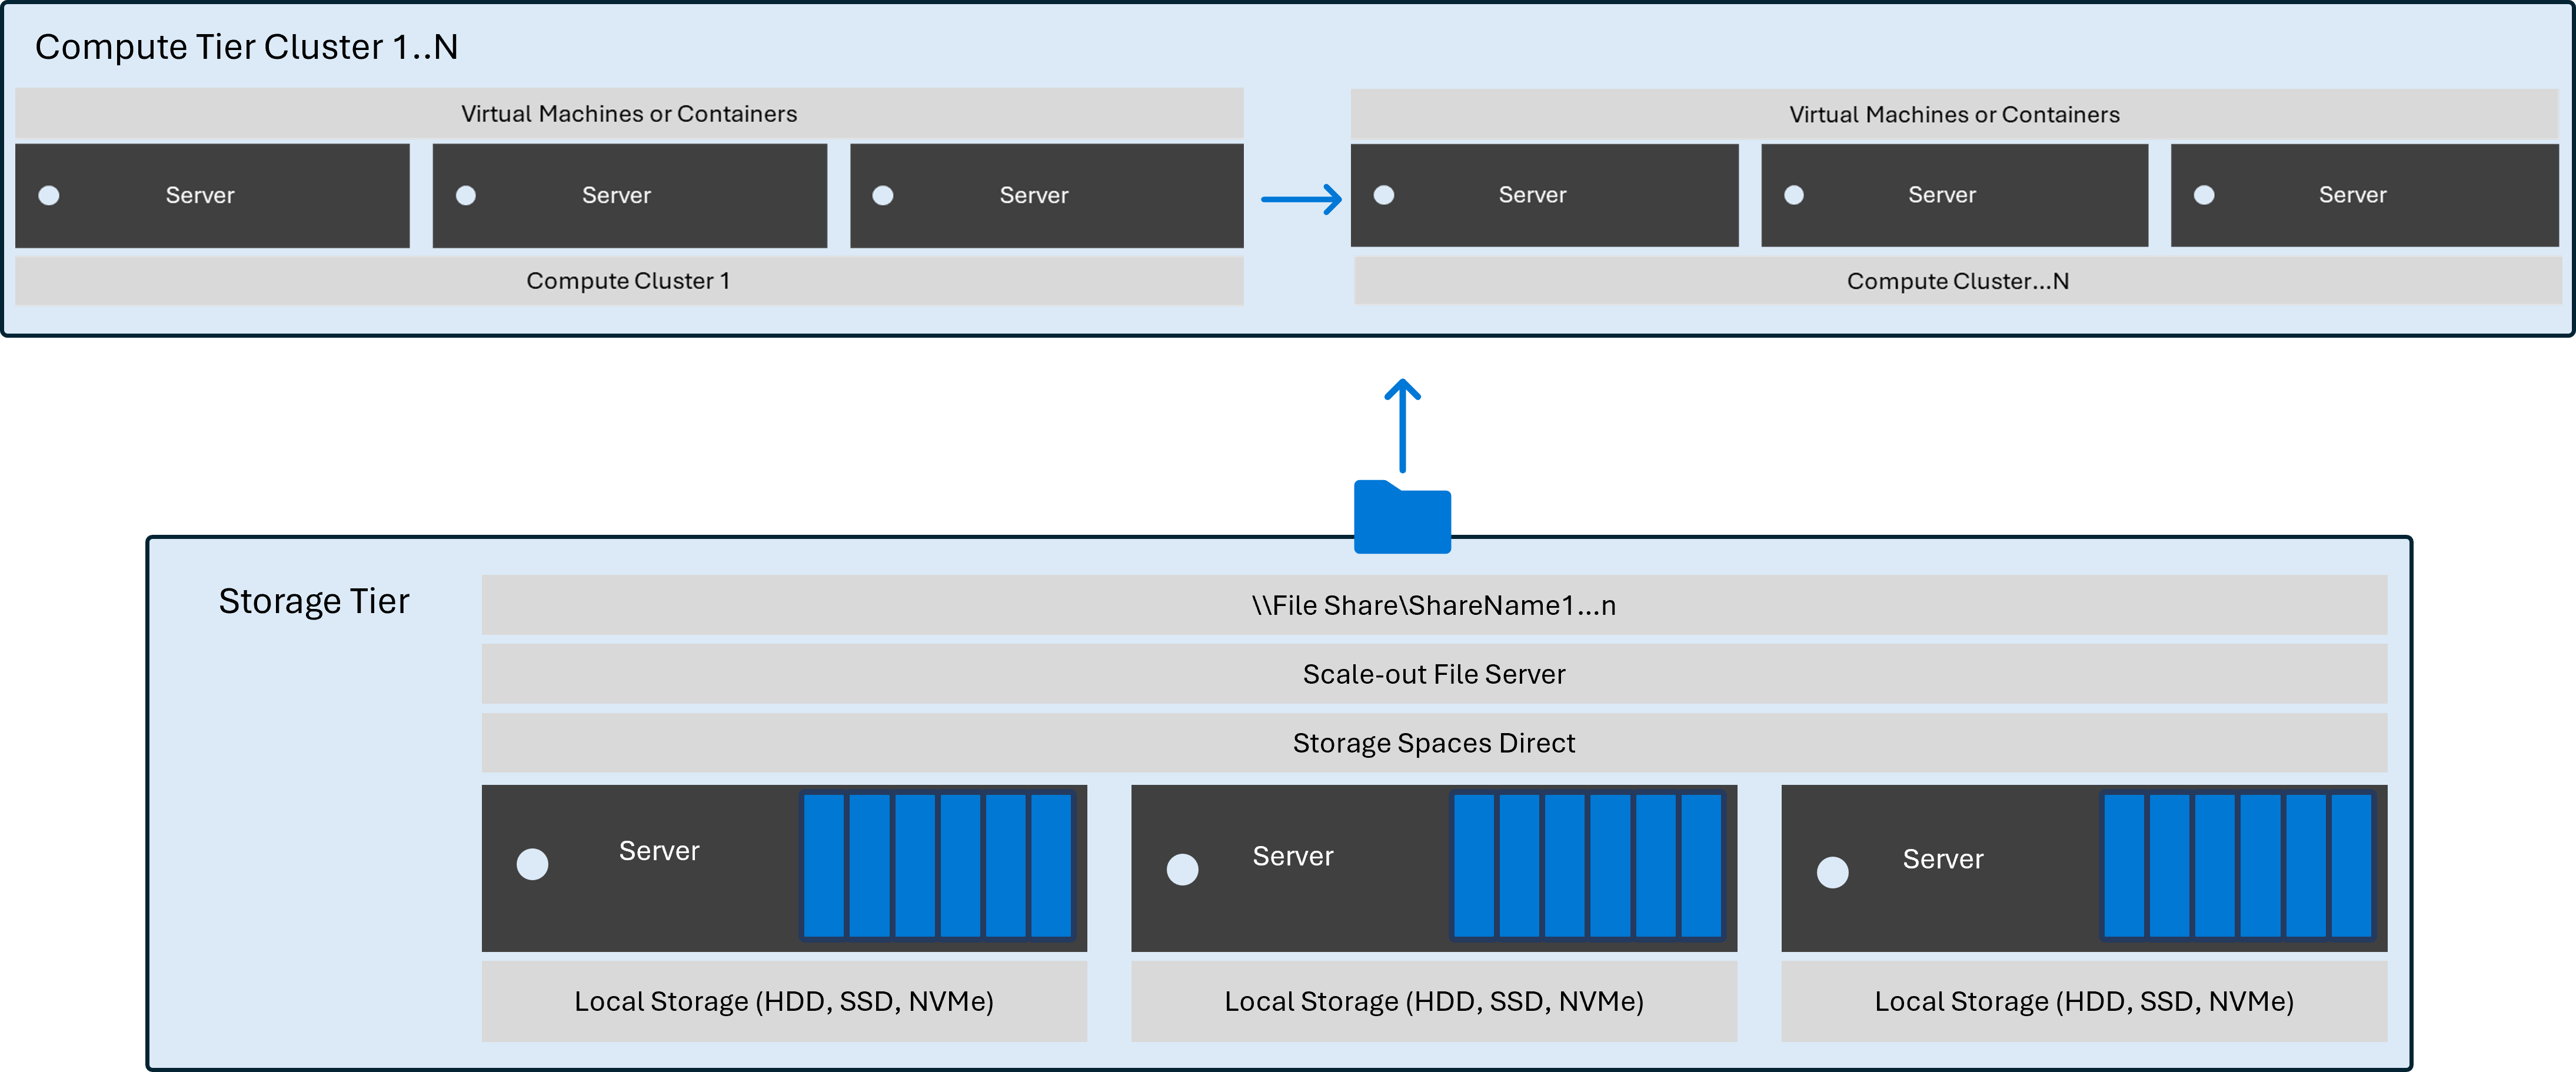 Compute Tier Cluster 1..N
Virtual Machines or Containers
Virtual Machines or Containers
Server
Server
Server
Server
Server
Server
Compute Cluster 1
Compute Cluster...N
Storage Tier
\\File Share\ShareName1...n
Scale-out File Server
Storage Spaces Direct
Server
Server
Server
Local Storage (HDD, SSD, NVMe)
Local Storage (HDD, SSD, NVMe)
Local Storage (HDD, SSD, NVMe)